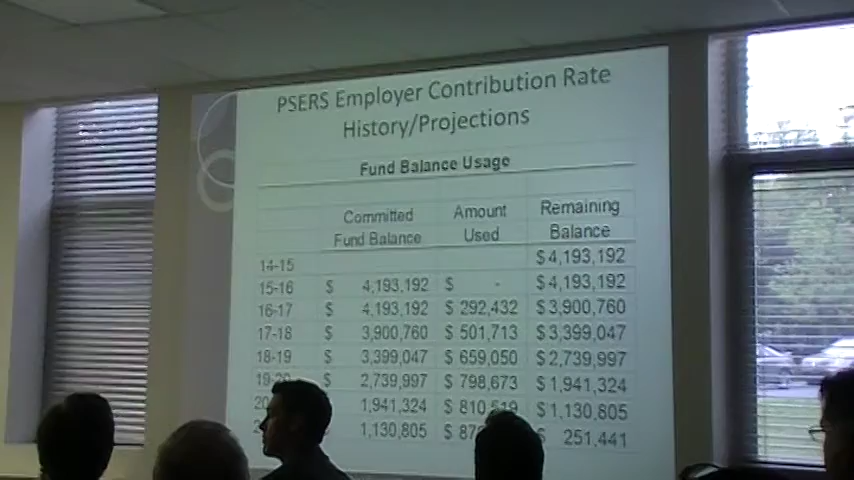 PSERS Employer Contribution Rate
History/Projections
Fund Balance Usage
Committed Fund Balance Amount Used Remaining Balance
14-15 $4,193,192
15-16 $ 4,193,192 $ - $4,193,192
16-17 $ 4,193,192 $ 292,432 $3,900,760
17-18 $ 3,900,760 $ 501,713 $3,399,047
18-19 $ 3,399,047 $ 659,050 $2,739,997
19-20 $ 2,739,997 $ 798,673 $1,941,324
1,941,324 $ 810,519 $1,130,805
1,130,805 $ 251,441